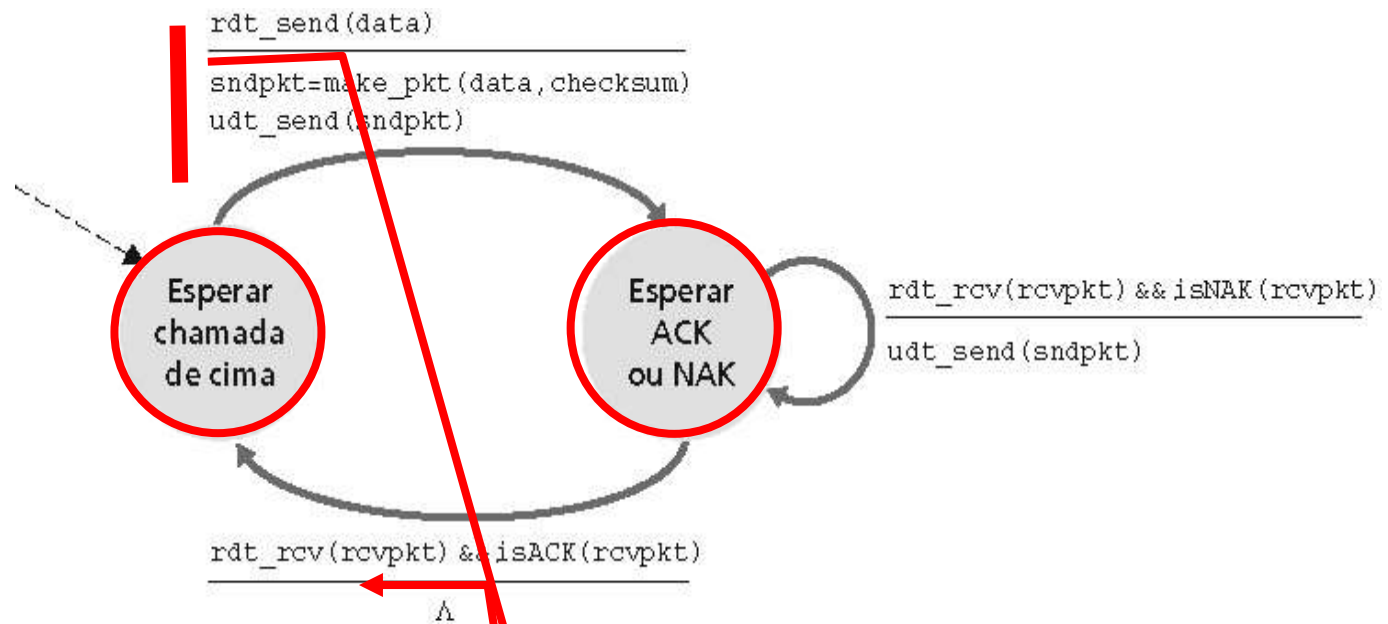 rdt_send(data)
sndpkt=make_pkt(data,checksum)
udt_send(sndpkt)
Esperar
chamada
de cima
Esperar
ACK
ou NAK
rdt_rcv(rcvpkt)&&isNAK(rcvpkt)
udt_send(sndpkt)
rdt_rcv(rcvpkt)&&isACK(rcvpkt)
Λ